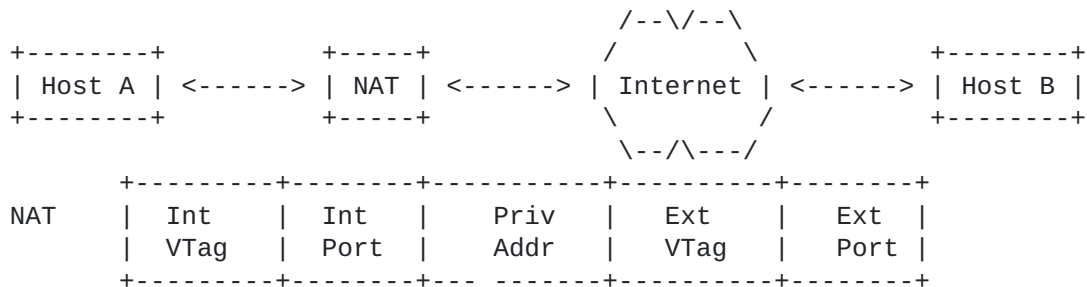 /--\/--\
+--------+          +-----+           /        \           +--------+
| Host A | <------> | NAT | <------> | Internet | <------> | Host B |
+--------+          +-----+           \         /          +--------+
                                       \--/\---/
       +---------+--------+-----------+----------+--------+
NAT    |  Int    |  Int   |    Priv   |   Ext    |   Ext  |
       |  VTag   |  Port  |    Addr   |   VTag   |   Port |
       +---------+--------+--- -------+----------+--------+